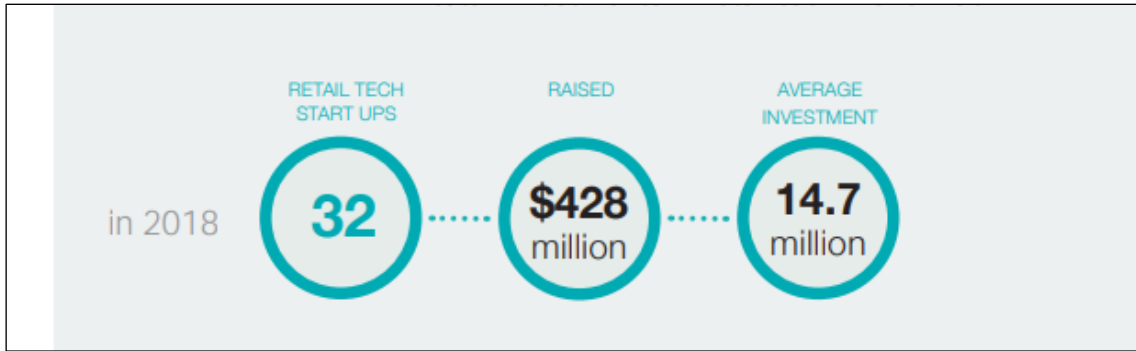 RETAIL TECH
START UPS
RAISED
AVERAGE
INVESTMENT
in 2018
32
$428
million
14.7
million